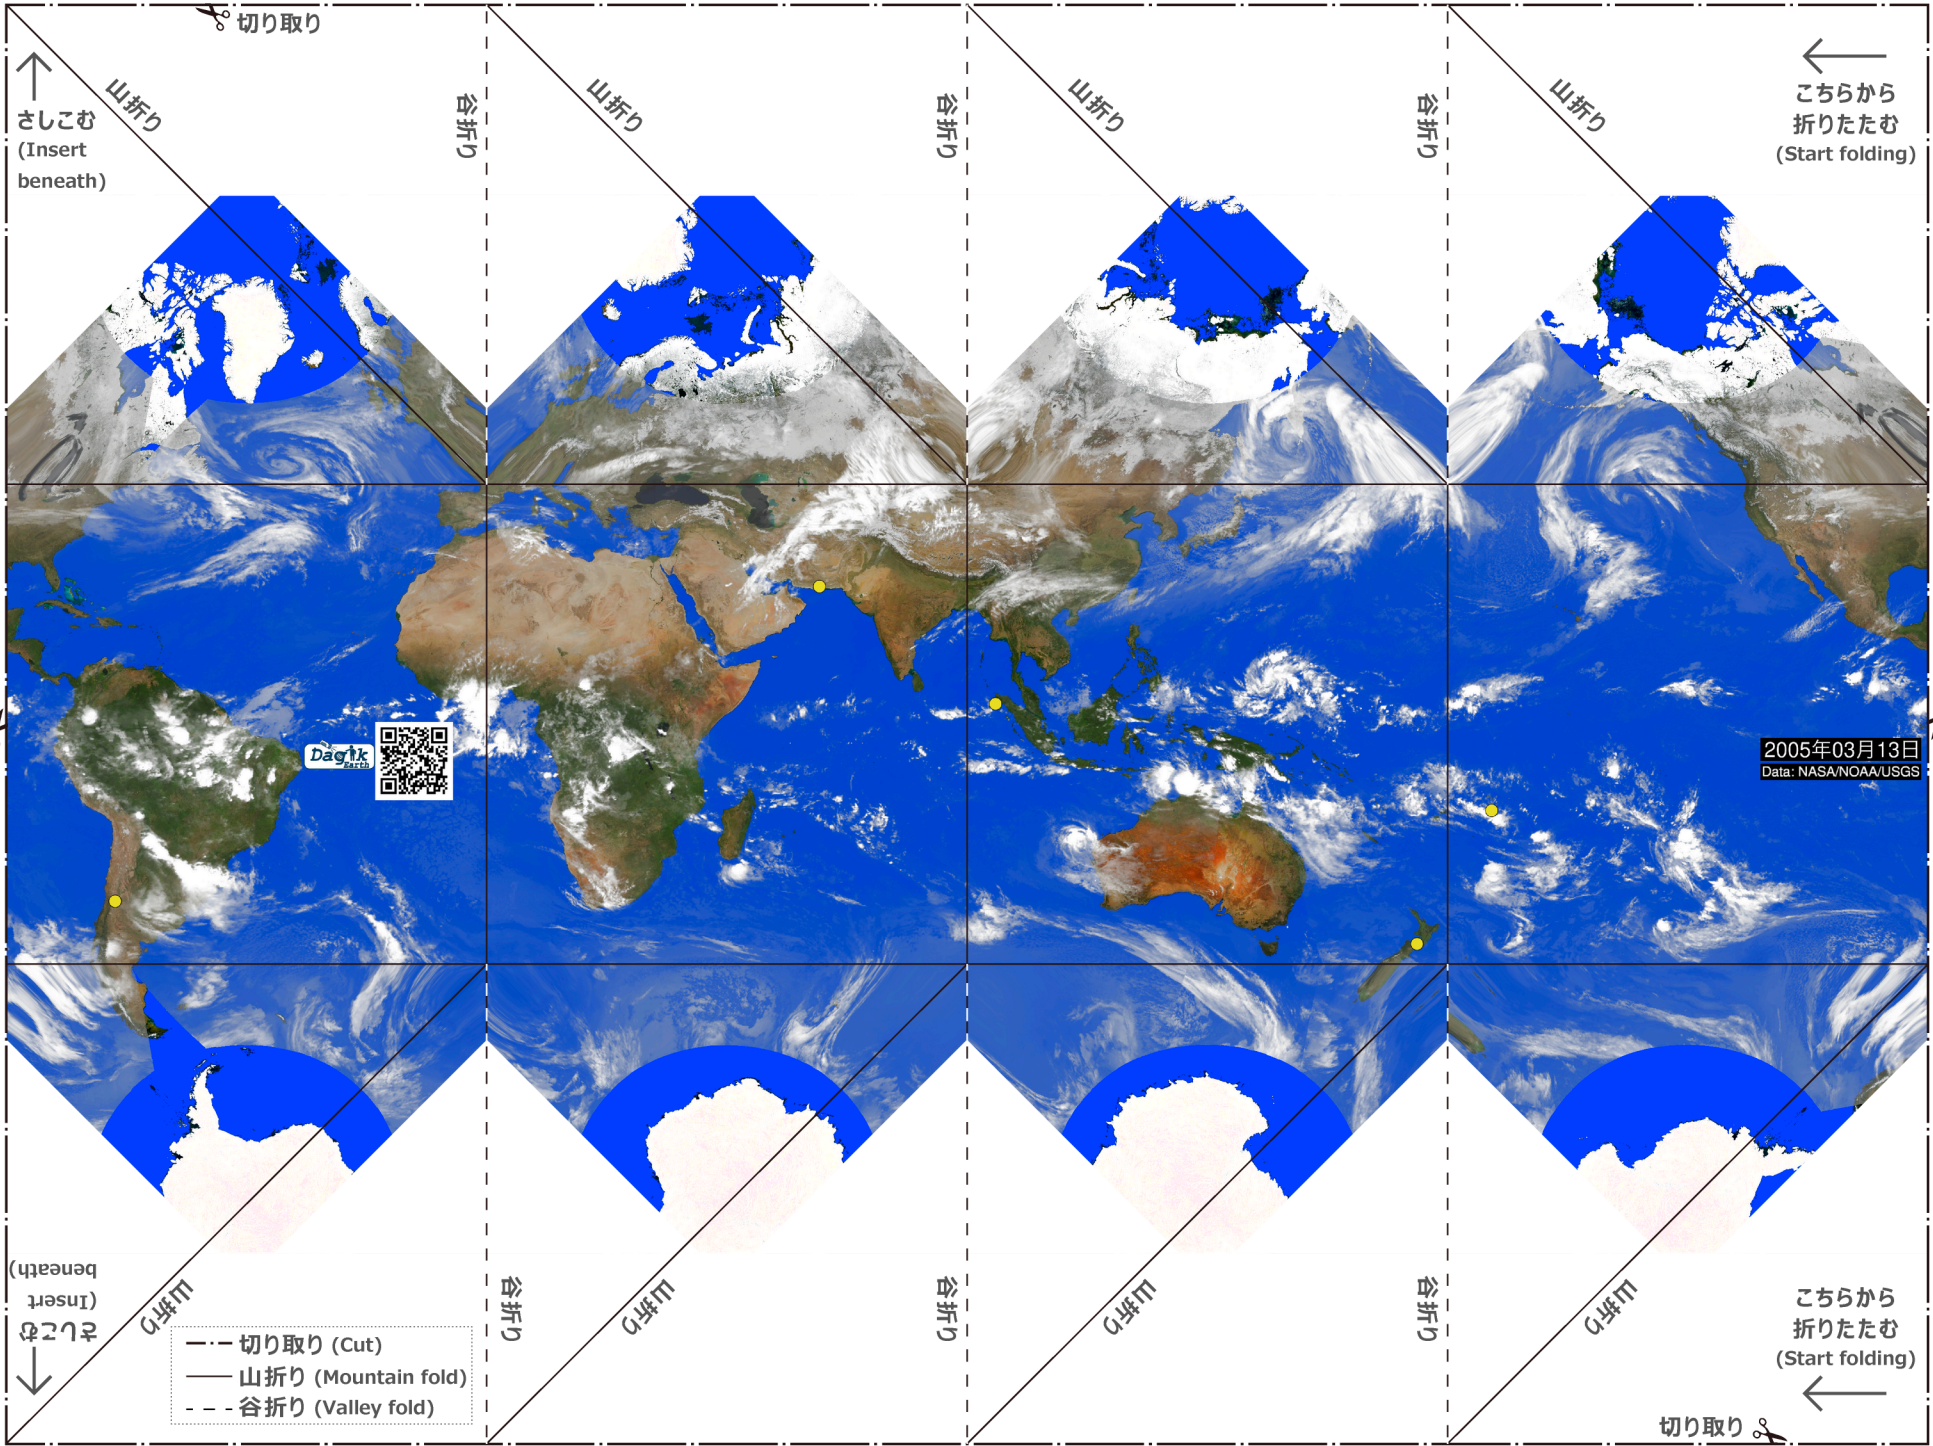 切り取り
山折り
谷折り
山折り
谷折り
山折り
谷折り
山折り
さしこむ
(Insert
beneath)
こちらから
折りたたむ
(Start folding)
Dagik
Earth
2005年03月13日
Data: NASA/NOAA/USGS
さしこむ
(Insert
beneath)
山折り
谷折り
山折り
谷折り
山折り
谷折り
山折り
こちらから
折りたたむ
(Start folding)
切り取り (Cut)
山折り (Mountain fold)
谷折り (Valley fold)
切り取り